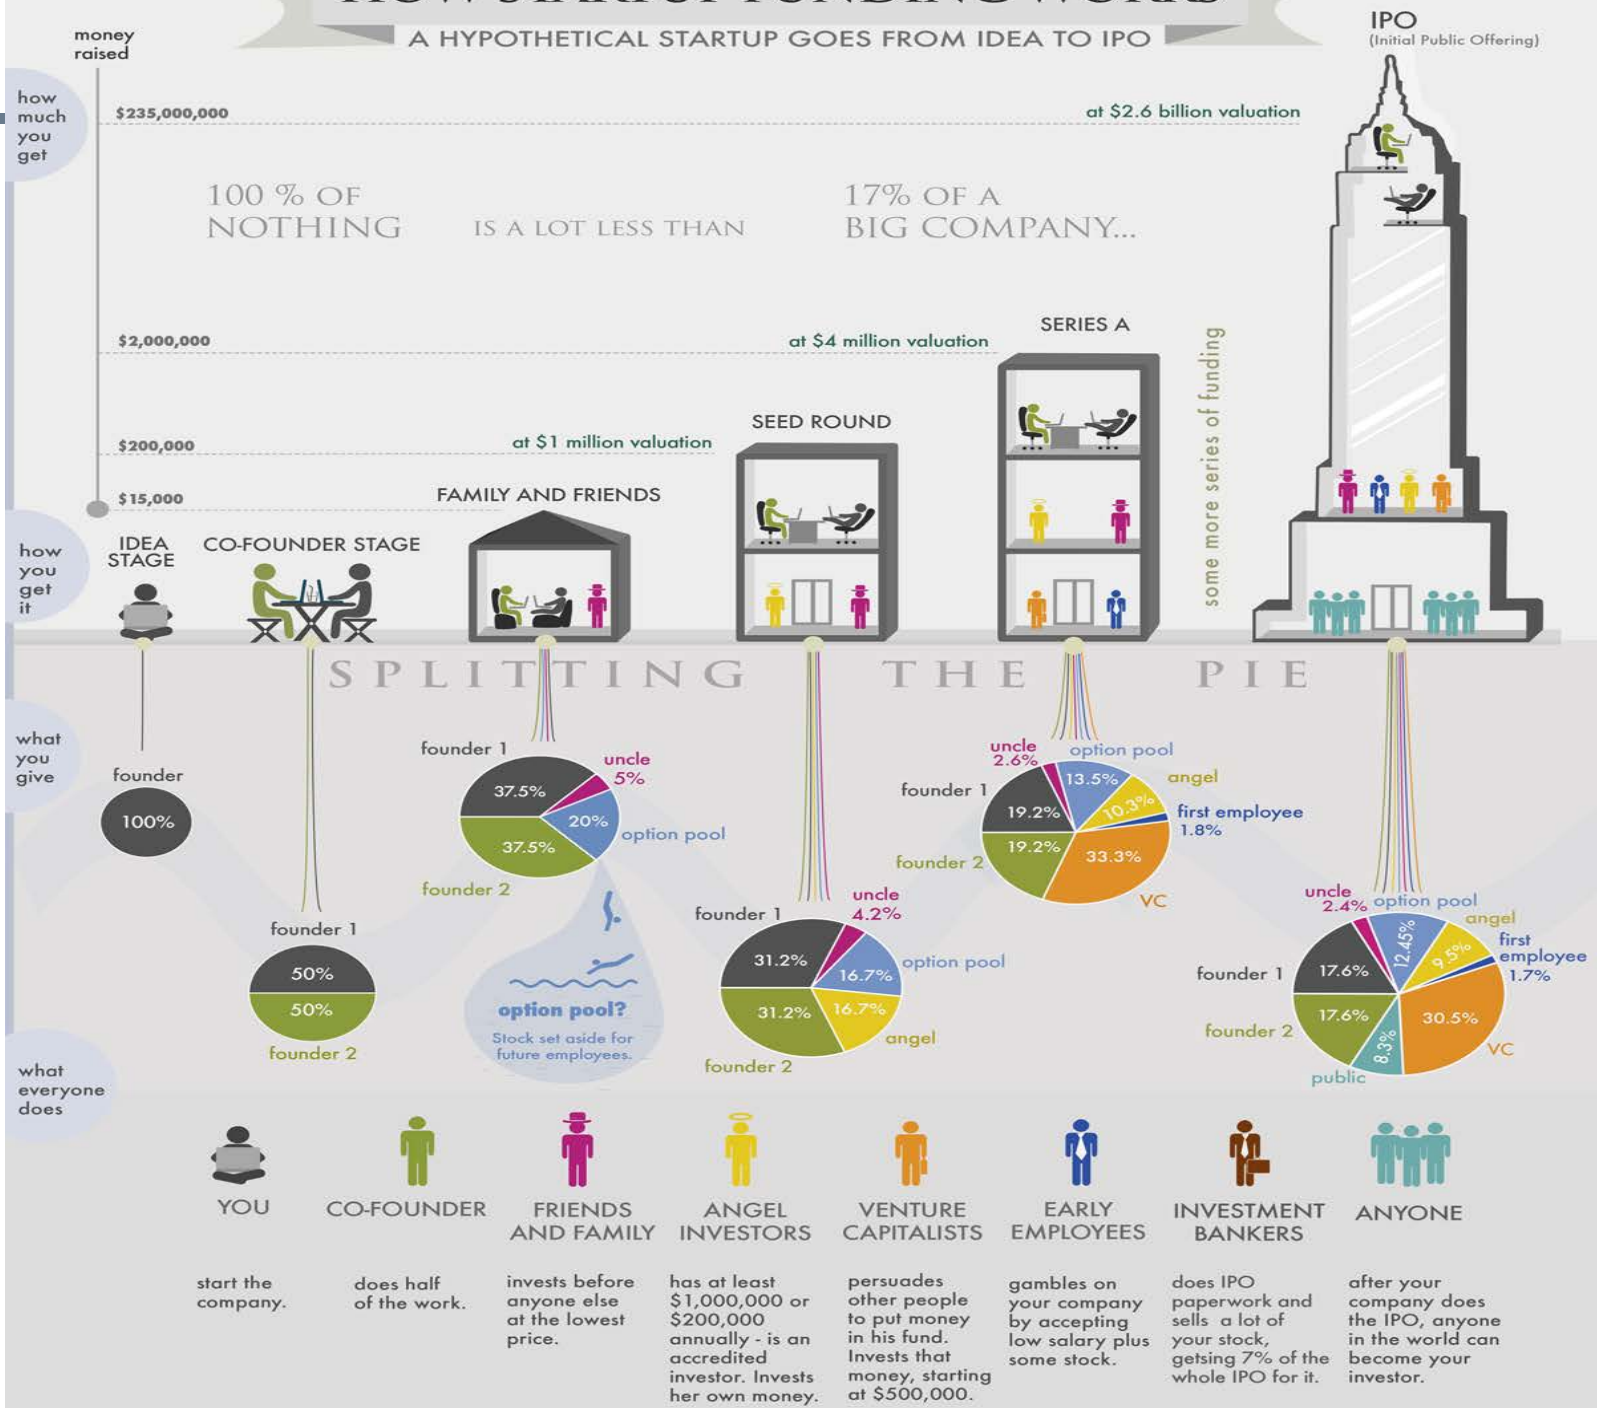 HOW STARTUP FUNDING WORKS
A HYPOTHETICAL STARTUP GOES FROM IDEA TO IPO
IPO
(Initial Public Offering)
money
raised
how
much
you
get
$235,000,000
at $2.6 billion valuation
100 % OF
NOTHING
IS A LOT LESS THAN
17% OF A
BIG COMPANY...
$2,000,000
at $4 million valuation
SERIES A
some more series of funding
SEED ROUND
$200,000
at $1 million valuation
$15,000
FAMILY AND FRIENDS
how
you
get
it
IDEA
STAGE
CO-FOUNDER STAGE
SPLITTING THE PIE
what
you
give
founder
100%
founder 1
50%
50%
founder 2
founder 1
uncle
5%
37.5%
20%
option pool
37.5%
founder 2
option pool?
Stock set aside for
future employees.
founder 1
uncle
4.2%
31.2%
16.7%
option pool
31.2%
16.7%
angel
founder 2
uncle
2.6%
option pool
13.5%
angel
founder 1
19.2%
10.3%
first employee
1.8%
founder 2
19.2%
33.3%
VC
uncle
2.4%
option pool
12.45%
angel
9.5%
first
employee
1.7%
founder 1
17.6%
founder 2
17.6%
8.3%
30.5%
VC
public
what
everyone
does
YOU
start the
company.
CO-FOUNDER
does half
of the work.
FRIENDS
AND FAMILY
invests before
anyone else
at the lowest
price.
ANGEL
INVESTORS
has at least
$1,000,000 or
$200,000
annually - is an
accredited
investor. Invests
her own money.
VENTURE
CAPITALISTS
persuades
other people
to put money
in his fund.
Invests that
money, starting
at $500,000.
EARLY
EMPLOYEES
gambles on
your company
by accepting
low salary plus
some stock.
INVESTMENT
BANKERS
does IPO
paperwork and
sells a lot of
your stock,
getsing 7% of the
whole IPO for it.
ANYONE
after your
company does
the IPO, anyone
in the world can
become your
investor.